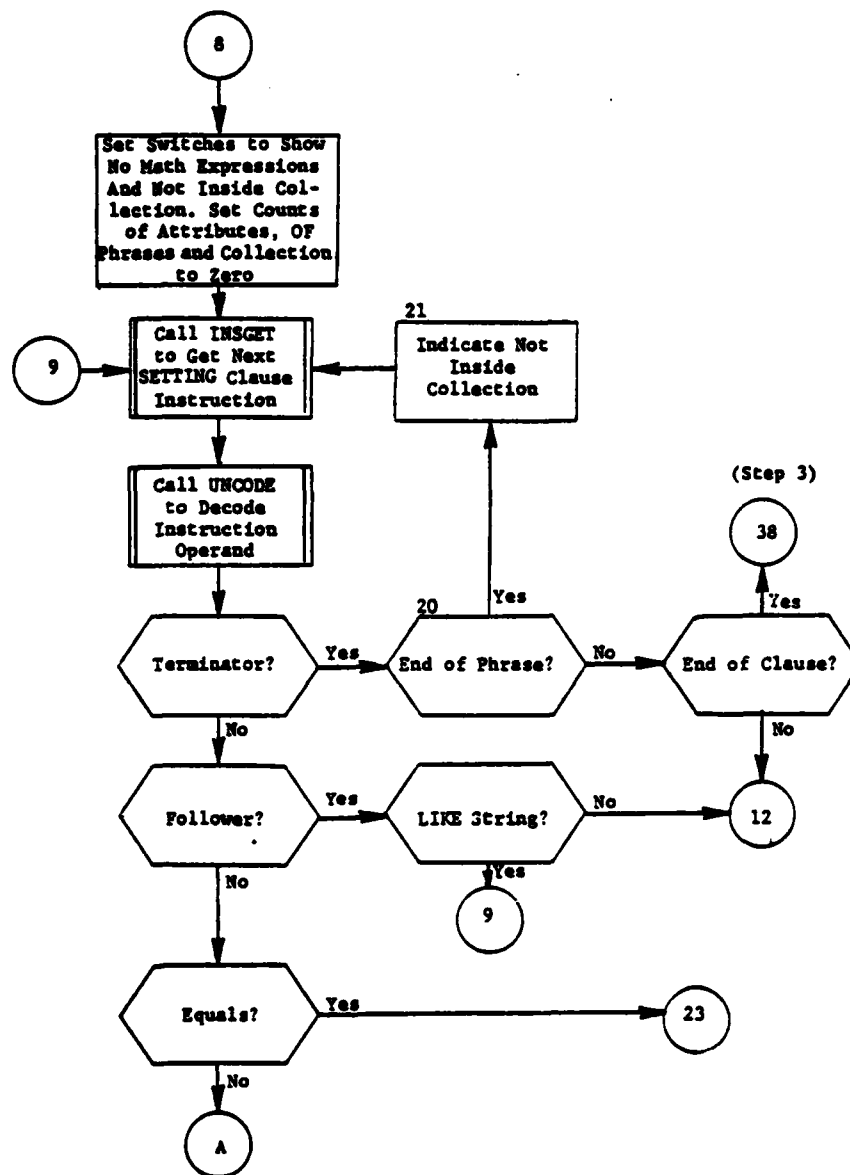 8
Set Switches to Show
No Math Expressions
And Not Inside Col-
lection. Set Counts
of Attributes, OF
Phrases and Collection
to Zero
21
9
Call INSGET
to Get Next
SETTING Clause
Instruction
Indicate Not
Inside
Collection
Call UNCODE
to Decode
Instruction
Operand
(Step 3)
38
20
Yes
Yes
Terminator?
Yes
End of Phrase?
No
End of Clause?
No
No
Follower?
Yes
LIKE String?
No
12
No
Yes
9
Equals?
Yes
23
No
A